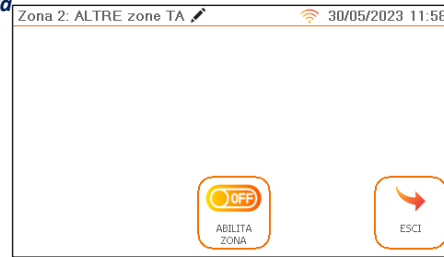 a
Zona 2: ALTRE zone TA 30/05/2023 11:58
OFF
ABILITA
ZONA
ESCI